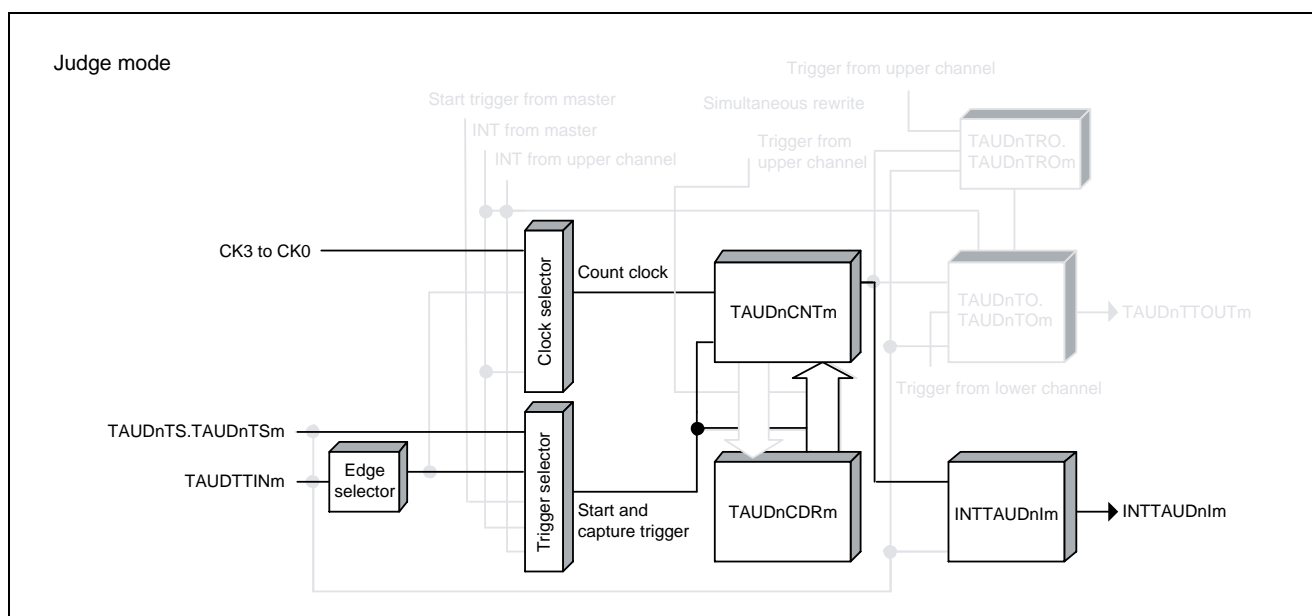 Judge mode
Trigger from upper channel
Start trigger from master
Simultaneous rewrite
INT from master
Trigger from
upper channel
INT from upper channel
TAUDnTRO.
TAUDnTROm
CK3 to CK0
Clock selector
Count clock
TAUDnCNTm
TAUDnTO.
TAUDnTOm
TAUDnTTOUTm
Trigger from lower channel
TAUDnTS.TAUDnTSm
TAUDTTINm
Edge
selector
Trigger selector
Start and
capture trigger
TAUDnCDRm
INTTAUDnIm
INTTAUDnIm